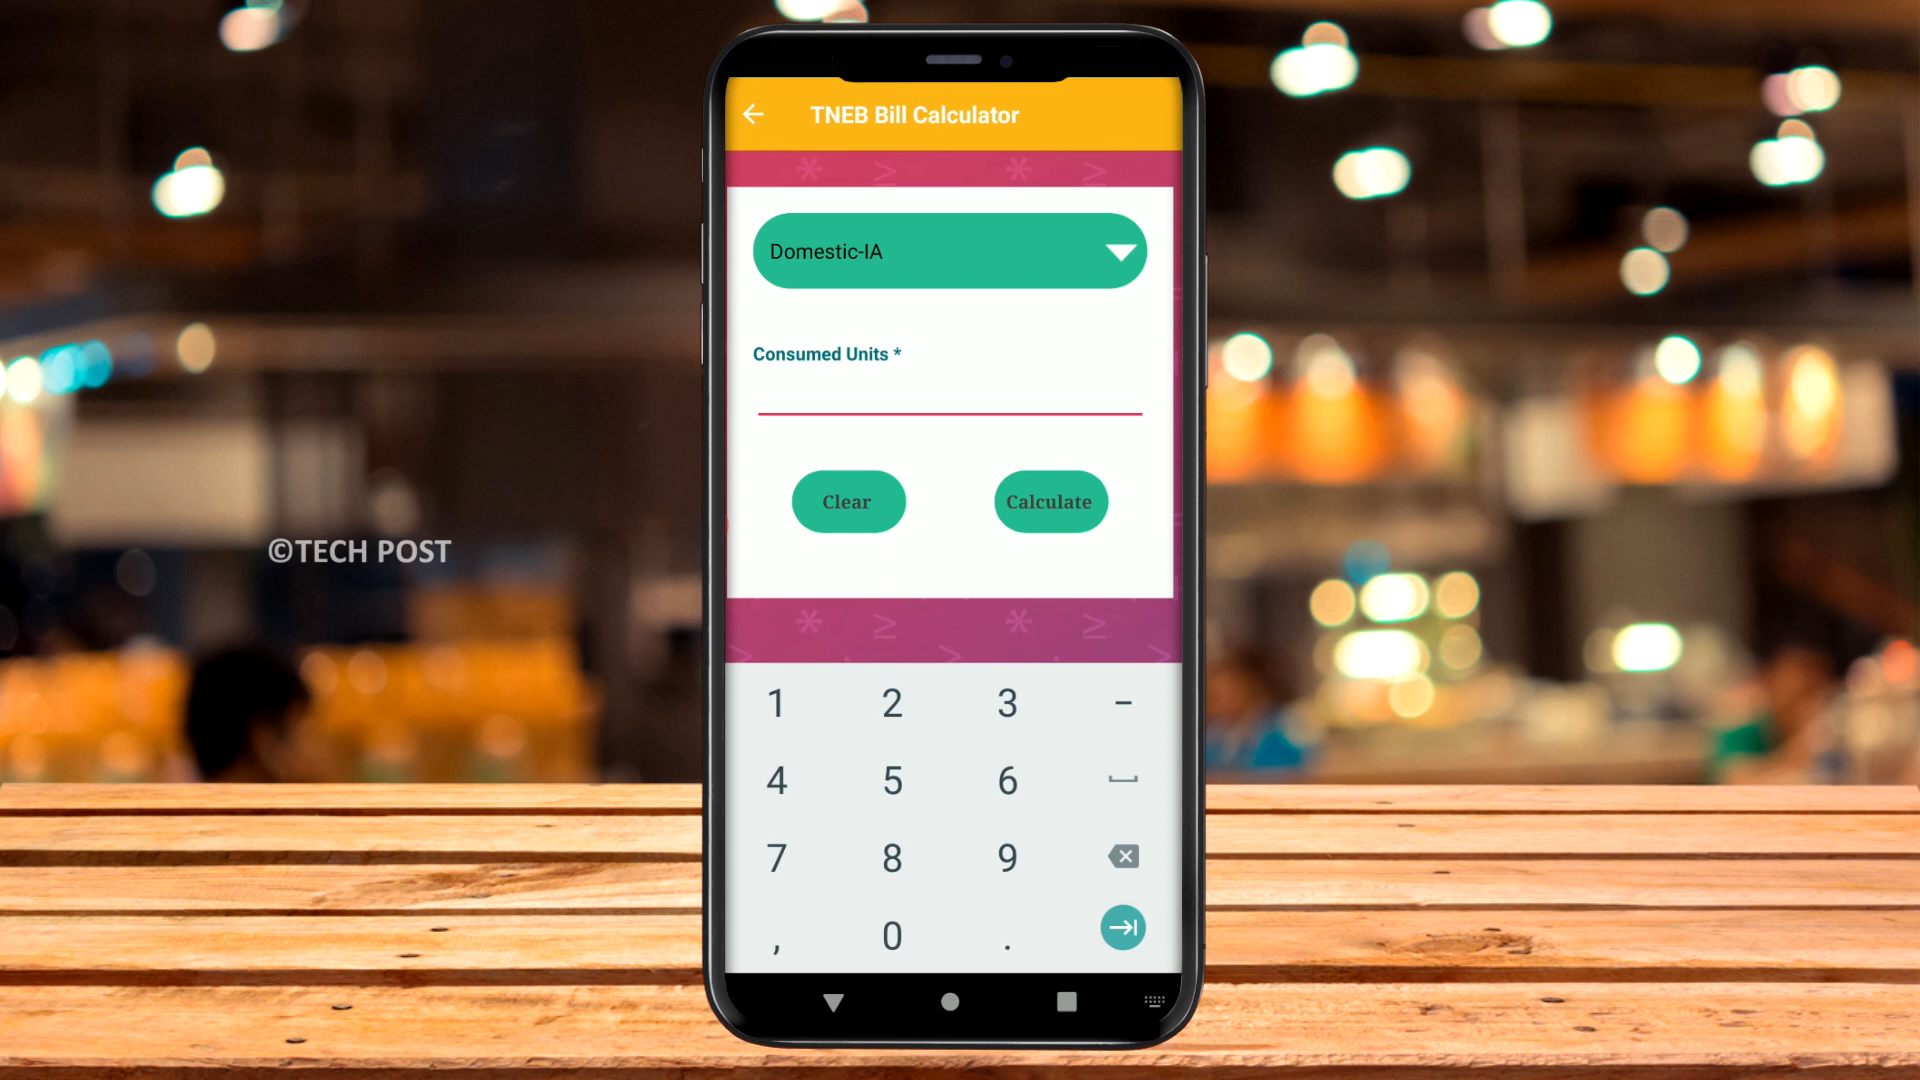 TNEB Bill Calculator
Domestic-IA
Consumed Units *
Clear
Calculate
©TECH POST
1 2 3 -
4 5 6
7 8 9
, 0 .